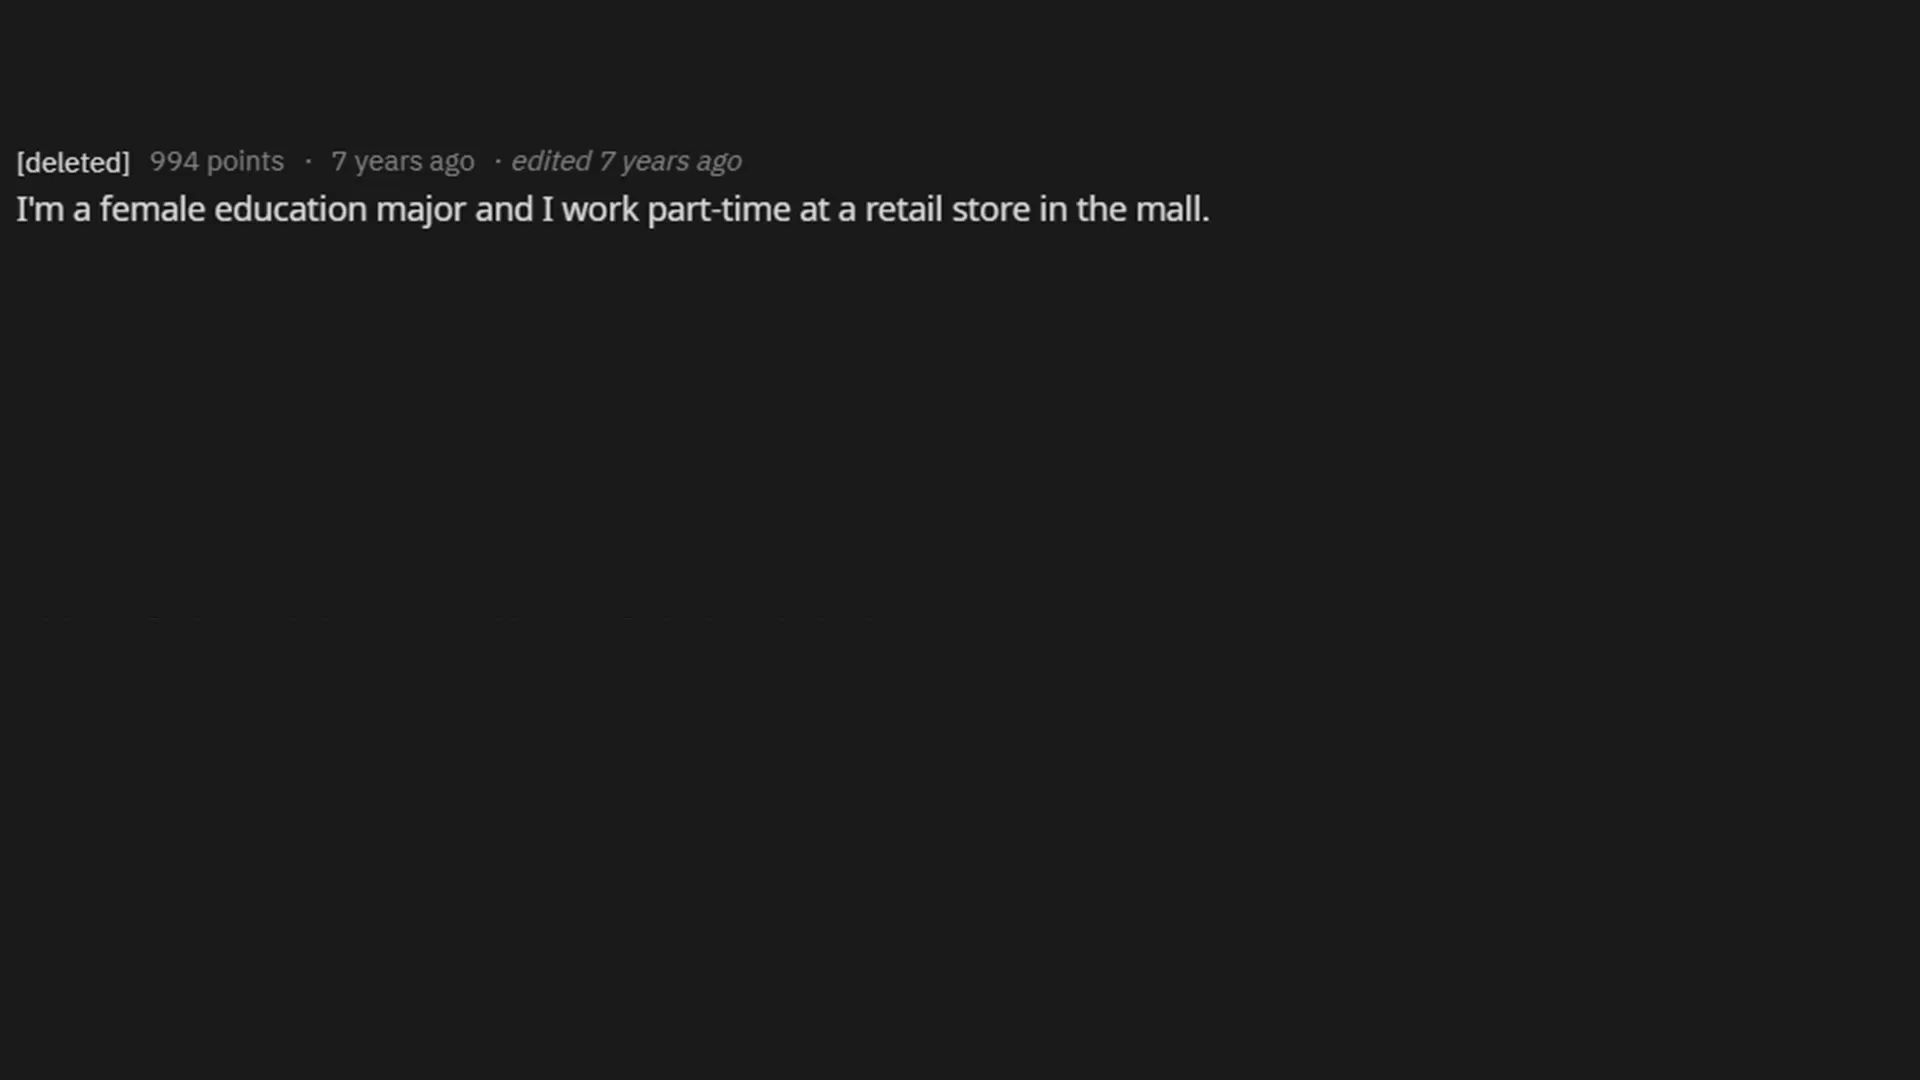 [deleted] 994 points · 7 years ago · edited 7 years ago
I'm a female education major and I work part-time at a retail store in the mall.